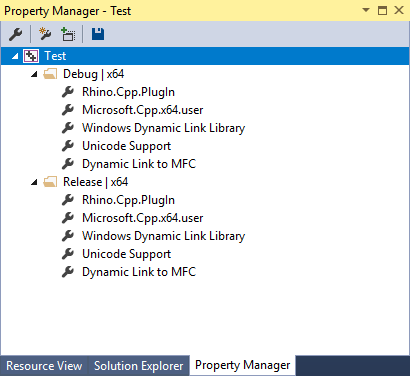 Property Manager - Test
Test
Debug | x64
Rhino.Cpp.PlugIn
Microsoft.Cpp.x64.user
Windows Dynamic Link Library
Unicode Support
Dynamic Link to MFC
Release | x64
Rhino.Cpp.PlugIn
Microsoft.Cpp.x64.user
Windows Dynamic Link Library
Unicode Support
Dynamic Link to MFC
Resource View Solution Explorer Property Manager